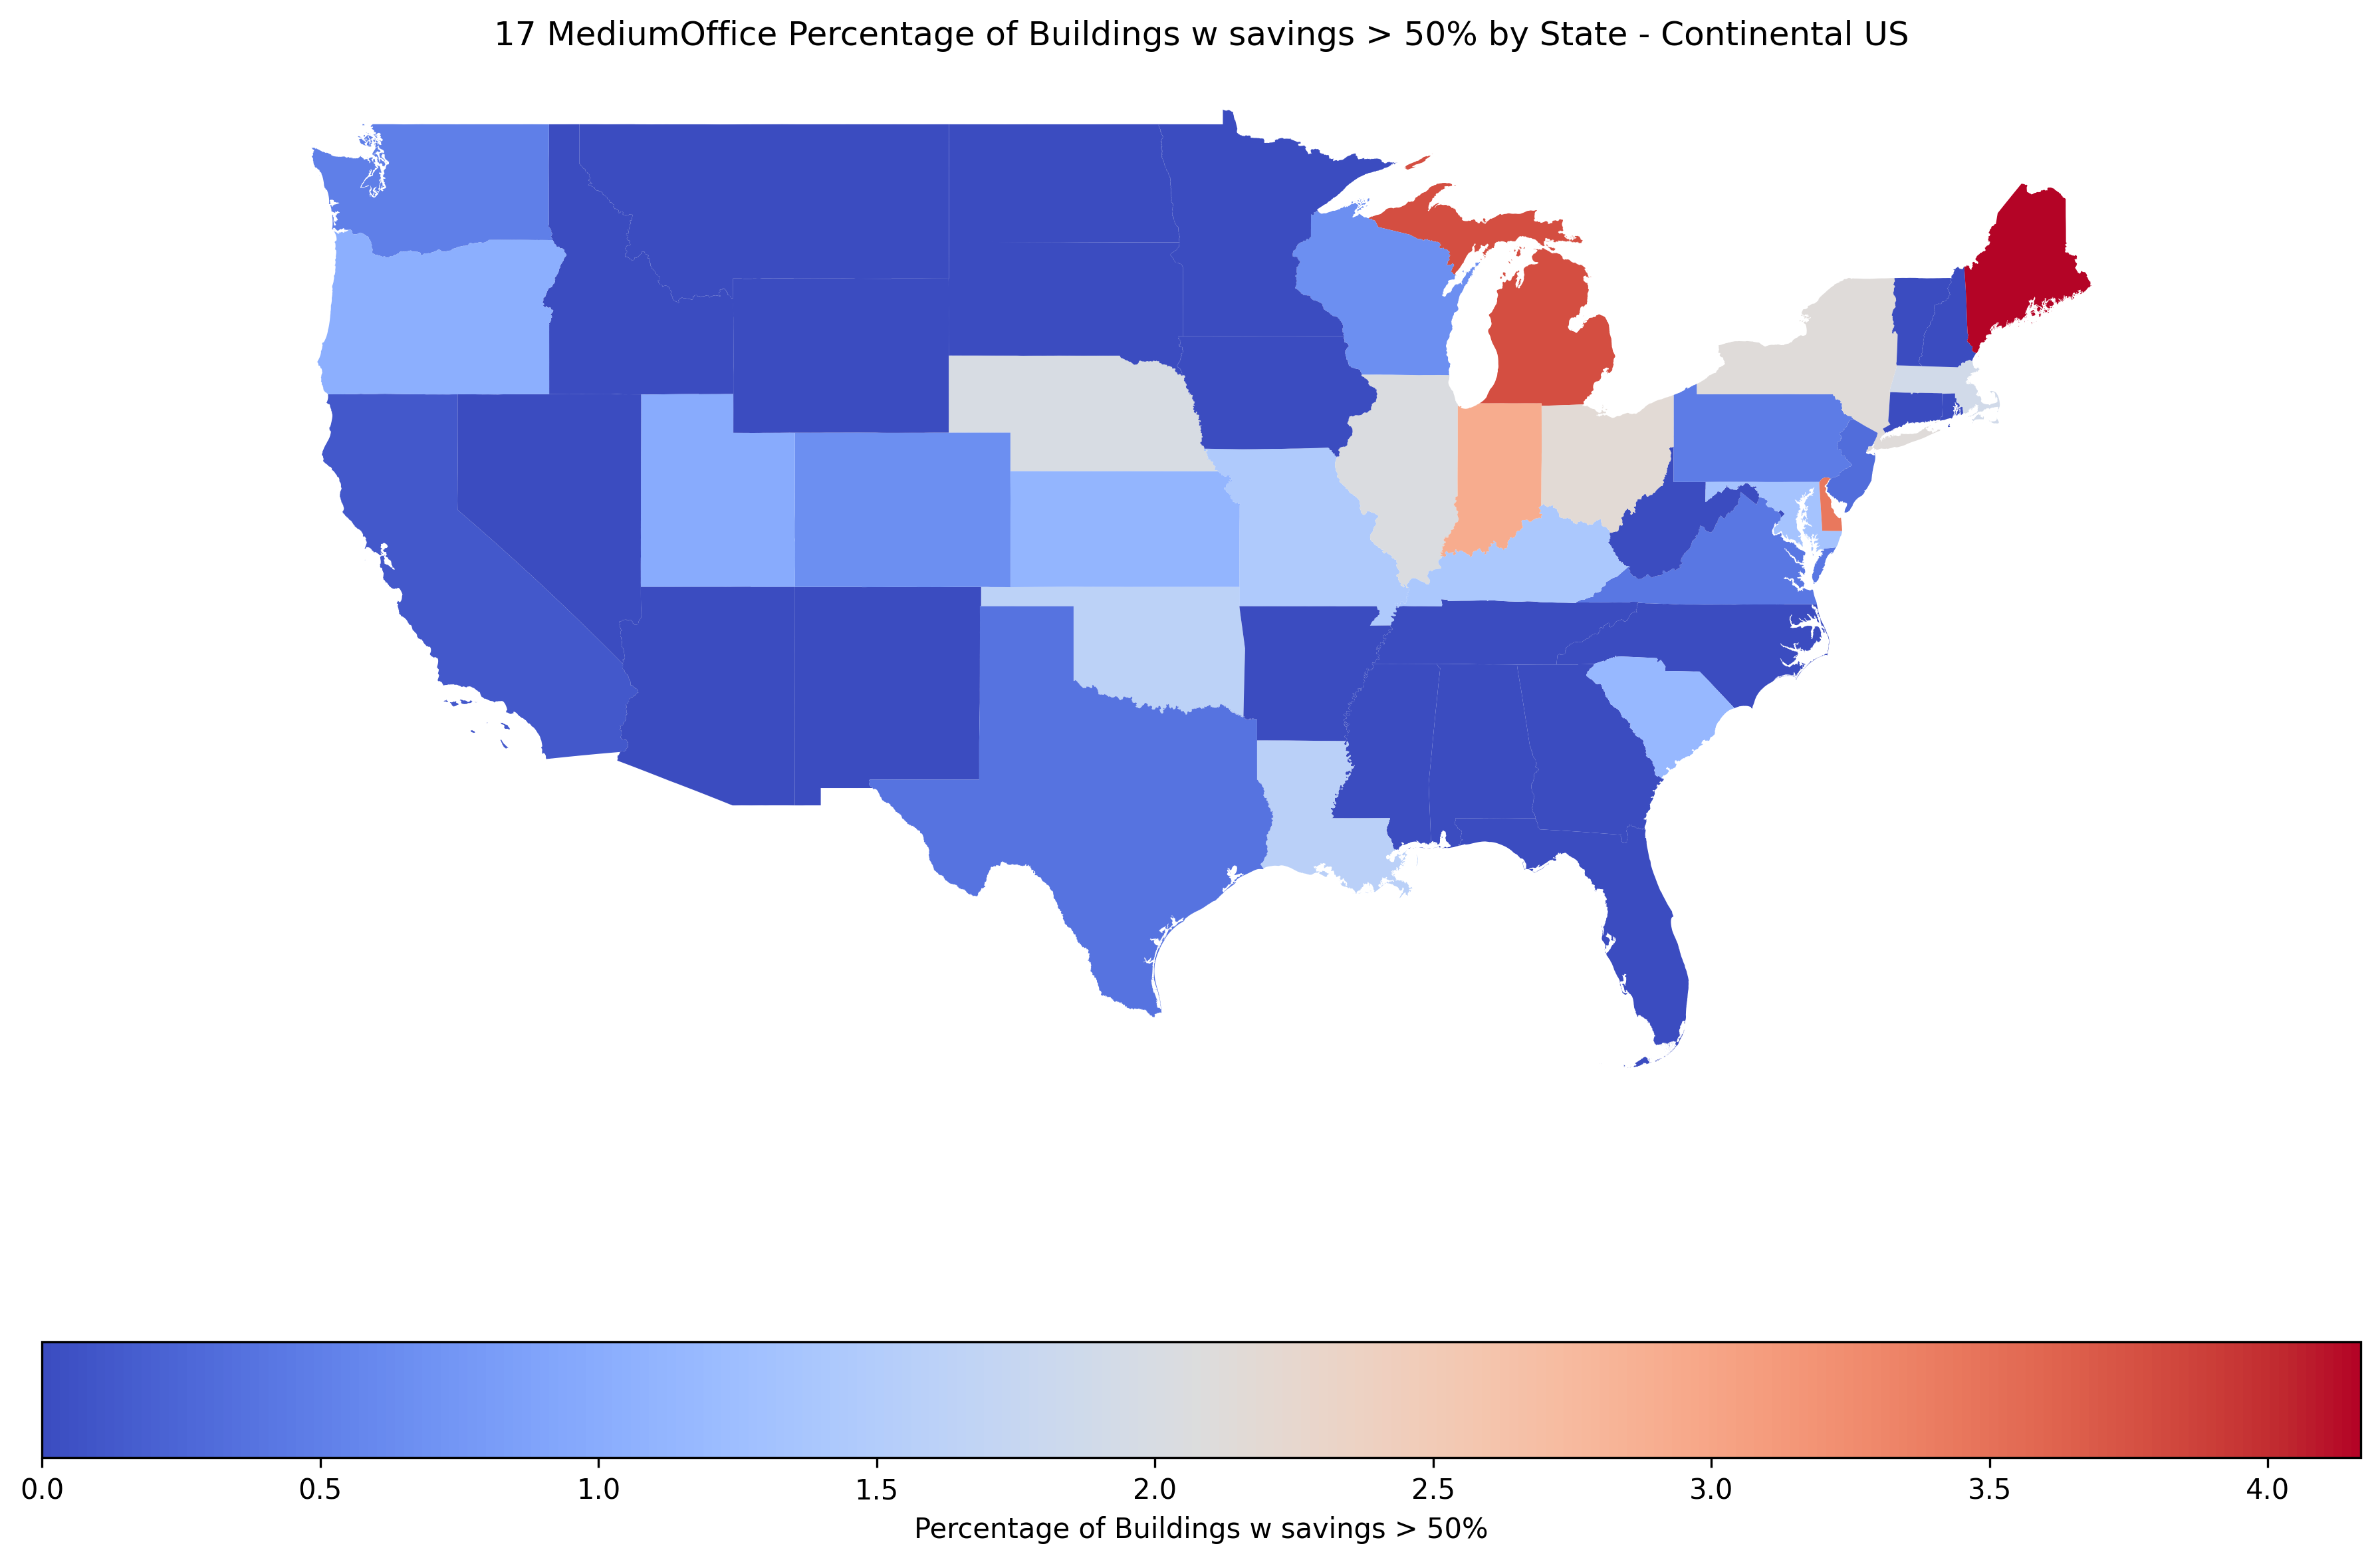 17 MediumOffice Percentage of Buildings w savings > 50% by State - Continental US
0.0 0.5 1.0 1.5 2.0 2.5 3.0 3.5 4.0
Percentage of Buildings w savings > 50%